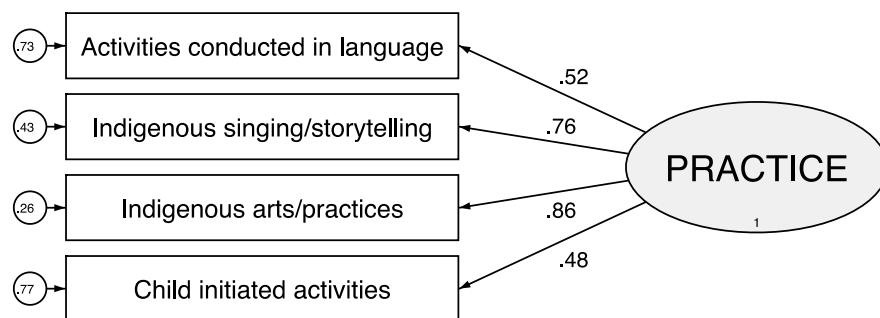 .73 Activities conducted in language
.52
.43 Indigenous singing/storytelling
.76
PRACTICE
1
.26 Indigenous arts/practices
.86
.48
.77 Child initiated activities